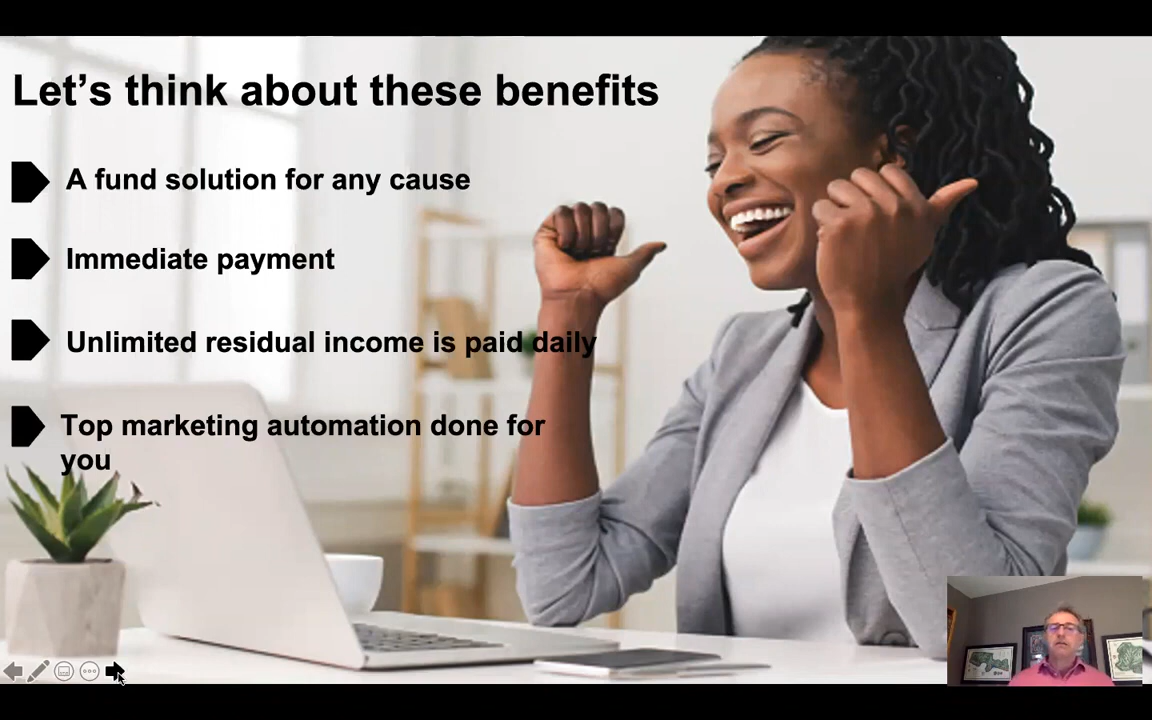 Let’s think about these benefits
A fund solution for any cause
Immediate payment
Unlimited residual income is paid daily
Top marketing automation done for
you